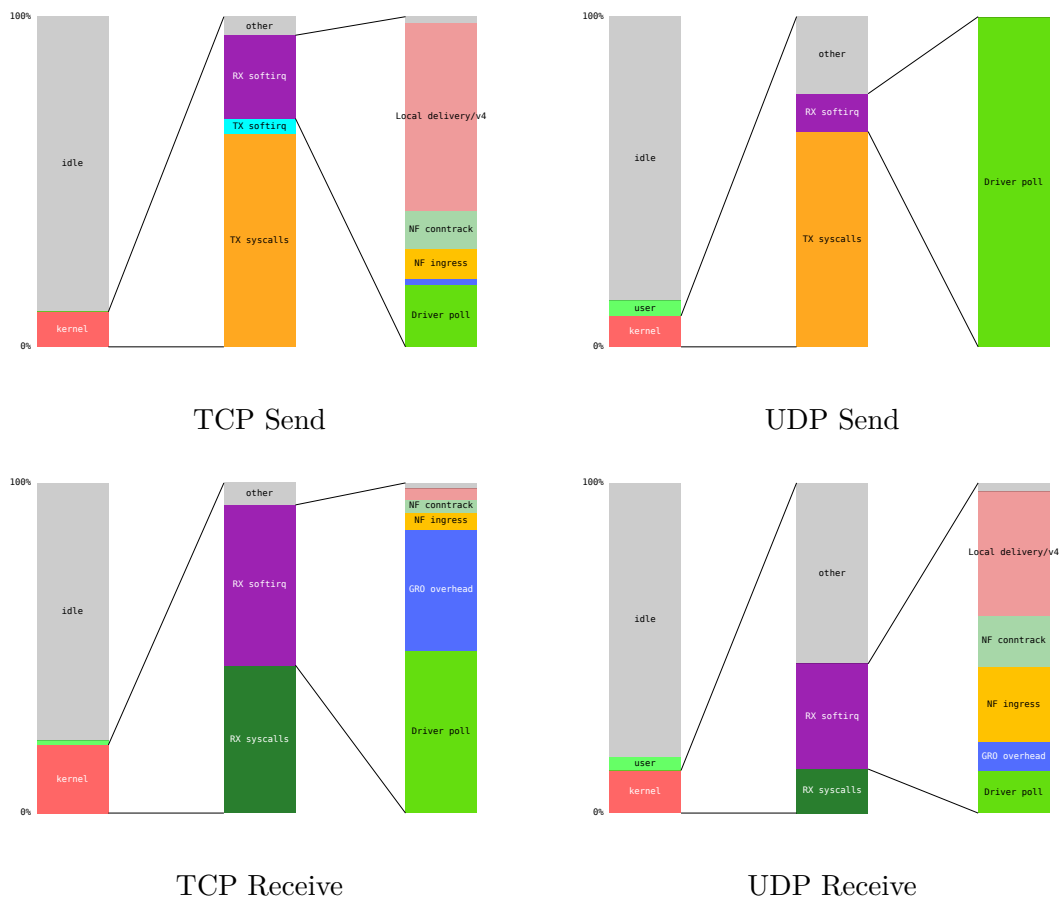 100%
idle
kernel
0%
other
RX softirq
TX softirq
TX syscalls
Local delivery/v4
NF conntrack
NF ingress
Driver poll
TCP Send
100%
idle
user
kernel
0%
other
RX softirq
TX syscalls
Driver poll
UDP Send
100%
idle
kernel
0%
other
RX softirq
RX syscalls
NF conntrack
NF ingress
GRO overhead
Driver poll
TCP Receive
100%
idle
user
kernel
0%
other
RX softirq
RX syscalls
Local delivery/v4
NF conntrack
NF ingress
GRO overhead
Driver poll
UDP Receive